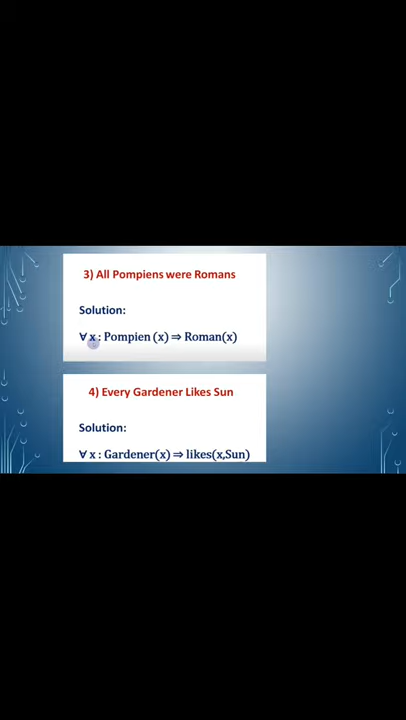 3) All Pompiens were Romans
Solution:
∀ x : Pompien (x) ⇒ Roman(x)
4) Every Gardener Likes Sun
Solution:
∀ x : Gardener(x) ⇒ likes(x,Sun)